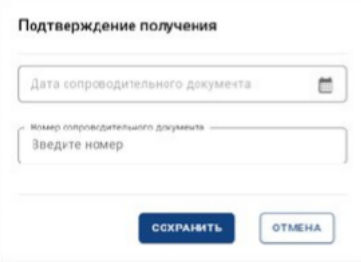 Подтверждение получения
Дата сопроводительного документа
Номер сопроводительного документа
Введите номер
СОХРАНИТЬ
ОТМЕНА